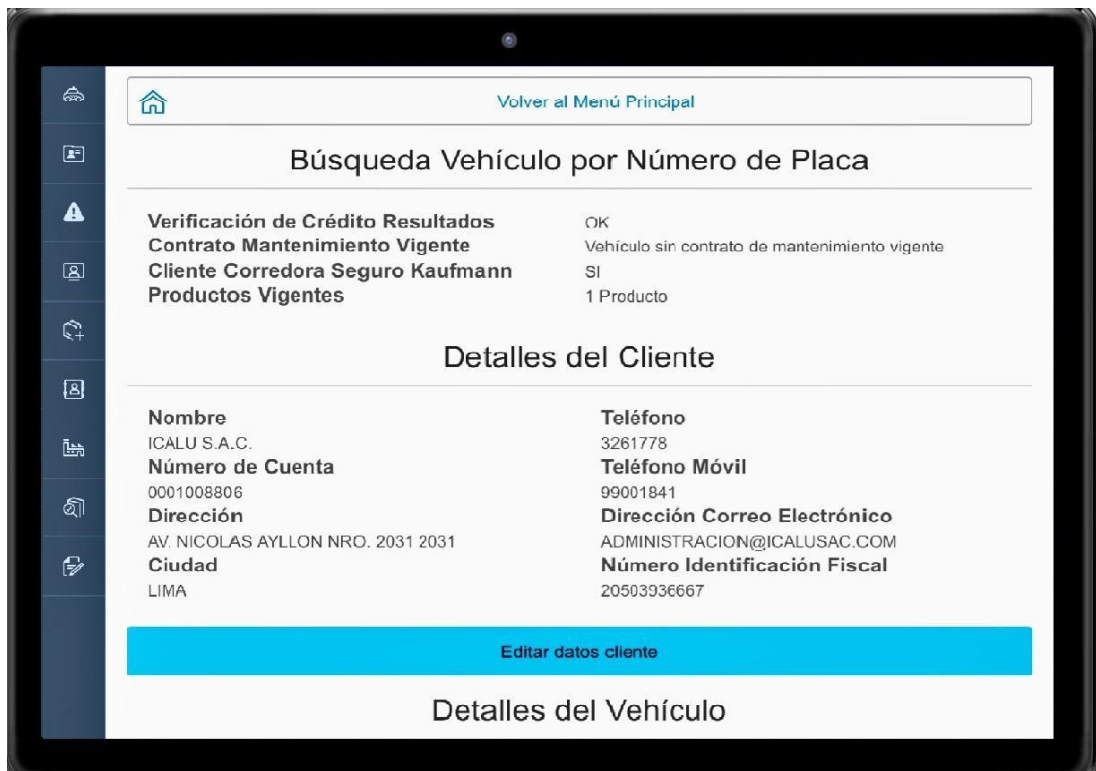 Volver al Menú Principal
Búsqueda Vehículo por Número de Placa
Verificación de Crédito Resultados OK
Contrato Mantenimiento Vigente Vehículo sin contrato de mantenimiento vigente
Cliente Corredora Seguro Kaufmann SI
Productos Vigentes 1 Producto
Detalles del Cliente
Nombre Teléfono
ICALU S.A.C. 3261778
Número de Cuenta Teléfono Móvil
0001008806 99001841
Dirección Dirección Correo Electrónico
AV. NICOLAS AYLLON NRO. 2031 2031 ADMINISTRACION@ICALUSAC.COM
Ciudad Número Identificación Fiscal
LIMA 20503936667
Editar datos cliente
Detalles del Vehículo